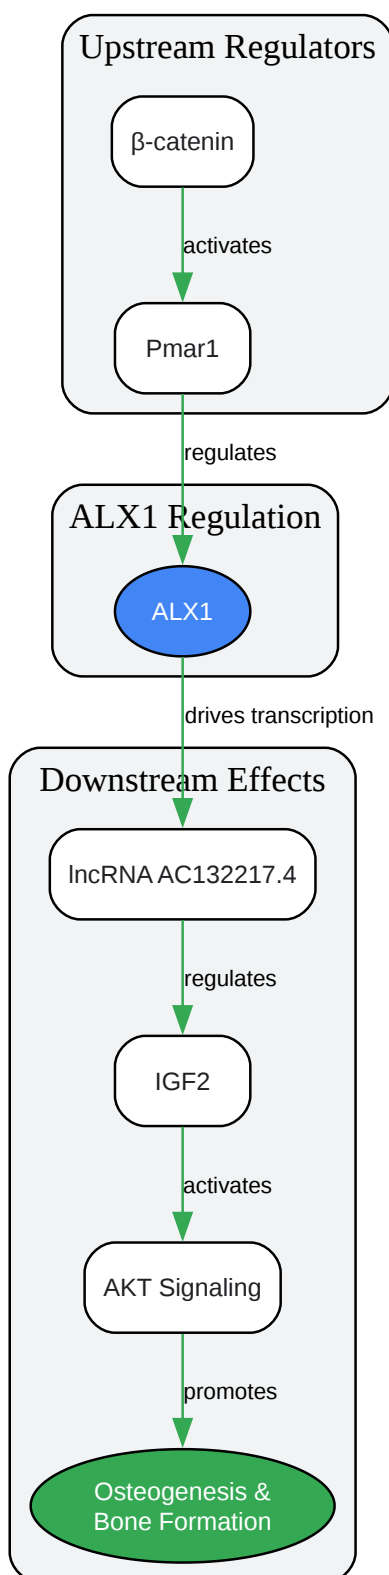 Upstream Regulators
β-catenin
activates
Pmar1
regulates
ALX1 Regulation
ALX1
drives transcription
Downstream Effects
lncRNA AC132217.4
regulates
IGF2
activates
AKT Signaling
promotes
Osteogenesis &
Bone Formation